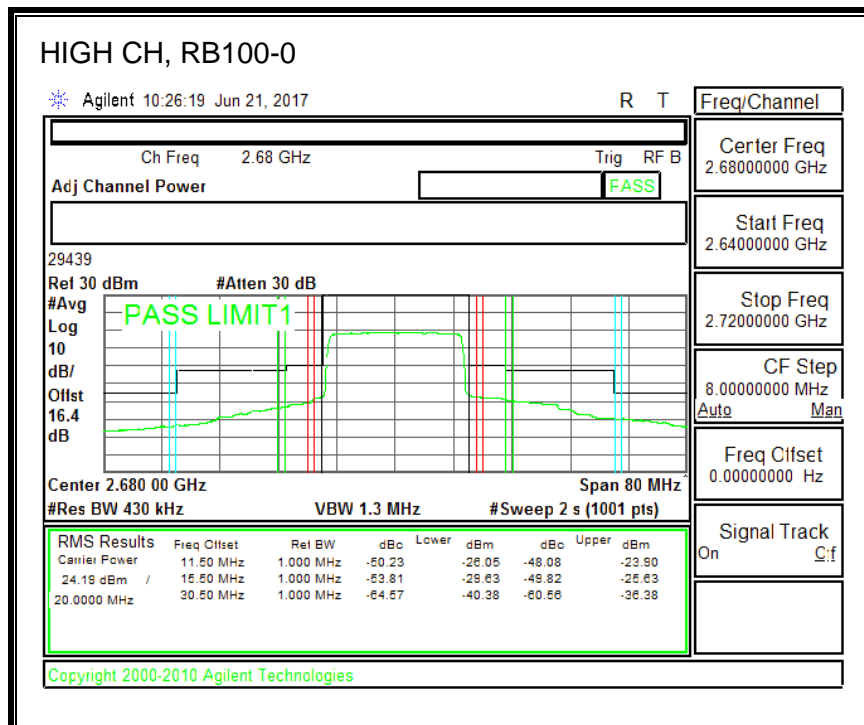 HIGH CH, RB100-0
Agilent 10:26:19 Jun 21, 2017 R T
Freq/Channel
Ch Freq 2.68 GHz Trig RF B
Adj Channel Power PASS
Center Freq
2.68000000 GHz
Start Freq
2.64000000 GHz
29439
Ref 30 dBm #Atten 30 dB
#Avg
Log
10
dB/
Offst
16.4
dB
PASS LIMIT1
Stop Freq
2.72000000 GHz
CF Step
8.00000000 MHz
Auto Man
Freq Offset
0.00000000 Hz
Center 2.680 00 GHz Span 80 MHz
#Res BW 430 kHz VBW 1.3 MHz #Sweep 2 s (1001 pts)
Signal Track
On Off
RMS Results Freq Offset Ref BW dBc Lower dBm dBc Upper dBm
Carrier Power 11.50 MHz 1.000 MHz -50.23 -26.05 -48.08 -23.90
24.19 dBm / 15.50 MHz 1.000 MHz -53.81 -29.63 -49.82 -25.63
20.0000 MHz 30.50 MHz 1.000 MHz -64.57 -40.38 -60.56 -36.38
Copyright 2000-2010 Agilent Technologies